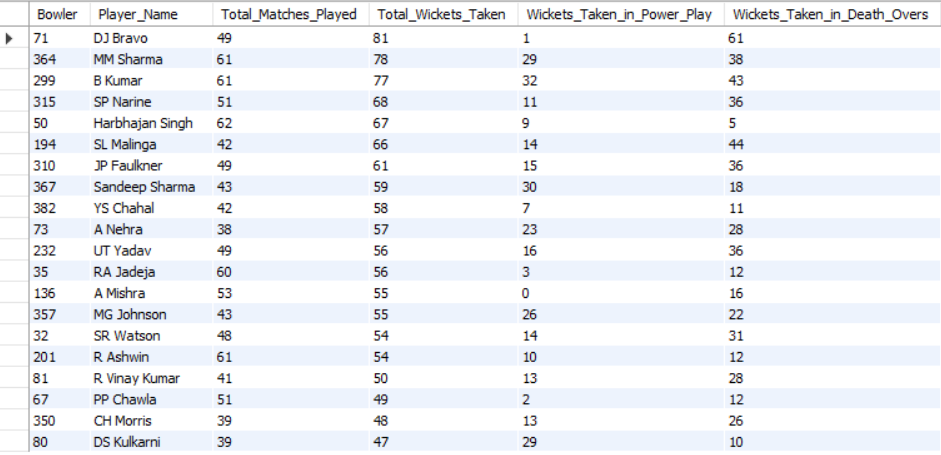 Bowler Player_Name Total_Matches_Played Total_Wickets_Taken Wickets_Taken_in_Power_Play Wickets_Taken_in_Death_Overs
71 DJ Bravo 49 81 1 61
364 MM Sharma 61 78 29 38
299 B Kumar 61 77 32 43
315 SP Narine 51 68 11 36
50 Harbhajan Singh 62 67 9 5
194 SL Malinga 42 66 14 44
310 JP Faulkner 49 61 15 36
367 Sandeep Sharma 43 59 30 18
382 YS Chahal 42 58 7 11
73 A Nehra 38 57 23 28
232 UT Yadav 49 56 16 36
35 RA Jadeja 60 56 3 12
136 A Mishra 53 55 0 16
357 MG Johnson 43 55 26 22
32 SR Watson 48 54 14 31
201 R Ashwin 61 54 10 12
81 R Vinay Kumar 41 50 13 28
67 PP Chawla 51 49 2 12
350 CH Morris 39 48 13 26
80 DS Kulkarni 39 47 29 10